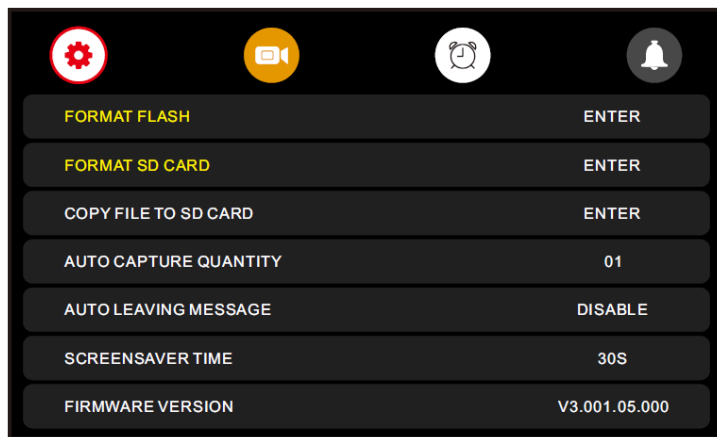 FORMAT FLASH ENTER
FORMAT SD CARD ENTER
COPY FILE TO SD CARD ENTER
AUTO CAPTURE QUANTITY 01
AUTO LEAVING MESSAGE DISABLE
SCREENSAVER TIME 30S
FIRMWARE VERSION V3.001.05.000